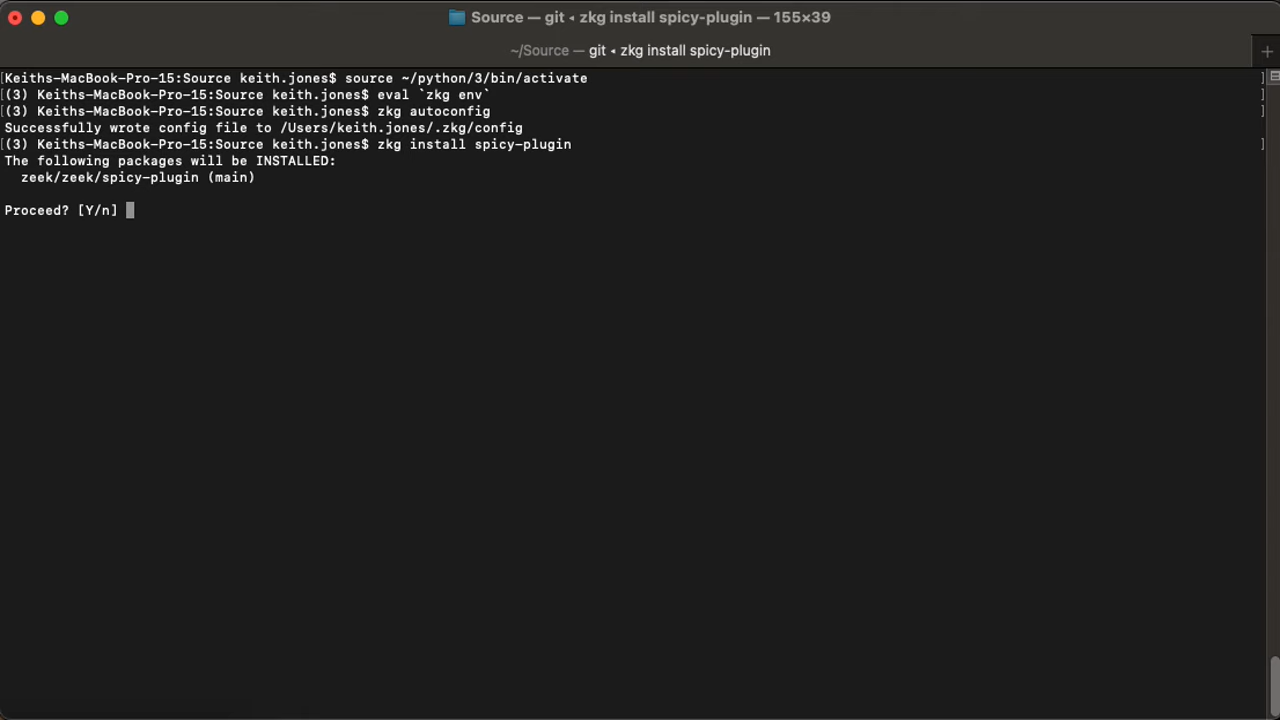 Source — git ◂ zkg install spicy-plugin — 155×39
~/Source — git ◂ zkg install spicy-plugin
[Keiths-MacBook-Pro-15:Source keith.jones$ source ~/python/3/bin/activate ]
[(3) Keiths-MacBook-Pro-15:Source keith.jones$ eval `zkg env` ]
[(3) Keiths-MacBook-Pro-15:Source keith.jones$ zkg autoconfig ]
Successfully wrote config file to /Users/keith.jones/.zkg/config
[(3) Keiths-MacBook-Pro-15:Source keith.jones$ zkg install spicy-plugin ]
The following packages will be INSTALLED:
zeek/zeek/spicy-plugin (main)
Proceed? [Y/n]